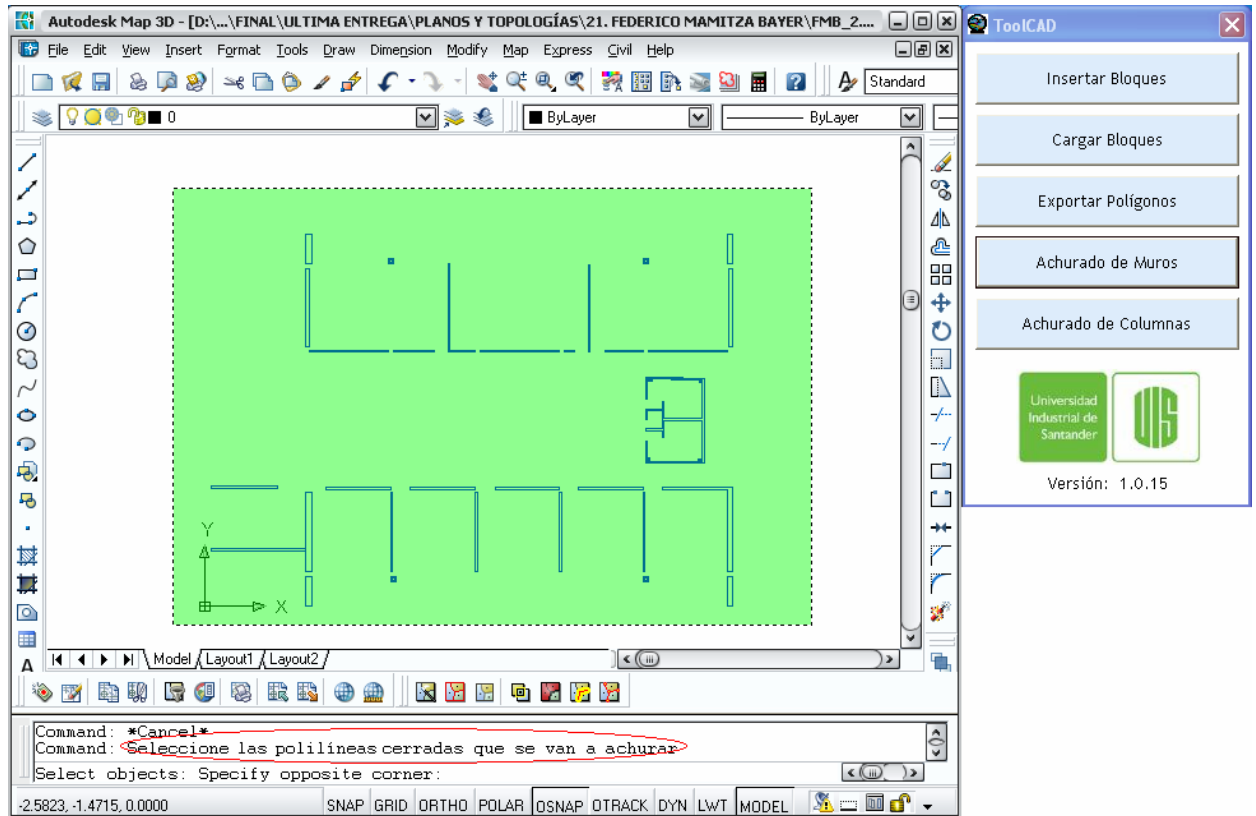 Autodesk Map 3D - [D:\...\FINAL\ULTIMA ENTREGA\PLANOS Y TOPOLOGÍAS\21. FEDERICO MAMITZA BAYER\FMB_2....
File Edit View Insert Format Tools Draw Dimension Modify Map Express Civil Help
Standard
0
ByLayer
ByLayer
Y
X
Model
Layout1
Layout2
Command: *Cancel*
Command: Seleccione las polilíneas cerradas que se van a achurar
Select objects: Specify opposite corner:
-2.5823, -1.4715, 0.0000
SNAP GRID ORTHO POLAR OSNAP OTRACK DYN LWT MODEL
ToolCAD
Insertar Bloques
Cargar Bloques
Exportar Polígonos
Achurado de Muros
Achurado de Columnas
Universidad
Industrial de
Santander
UIS
Versión: 1.0.15